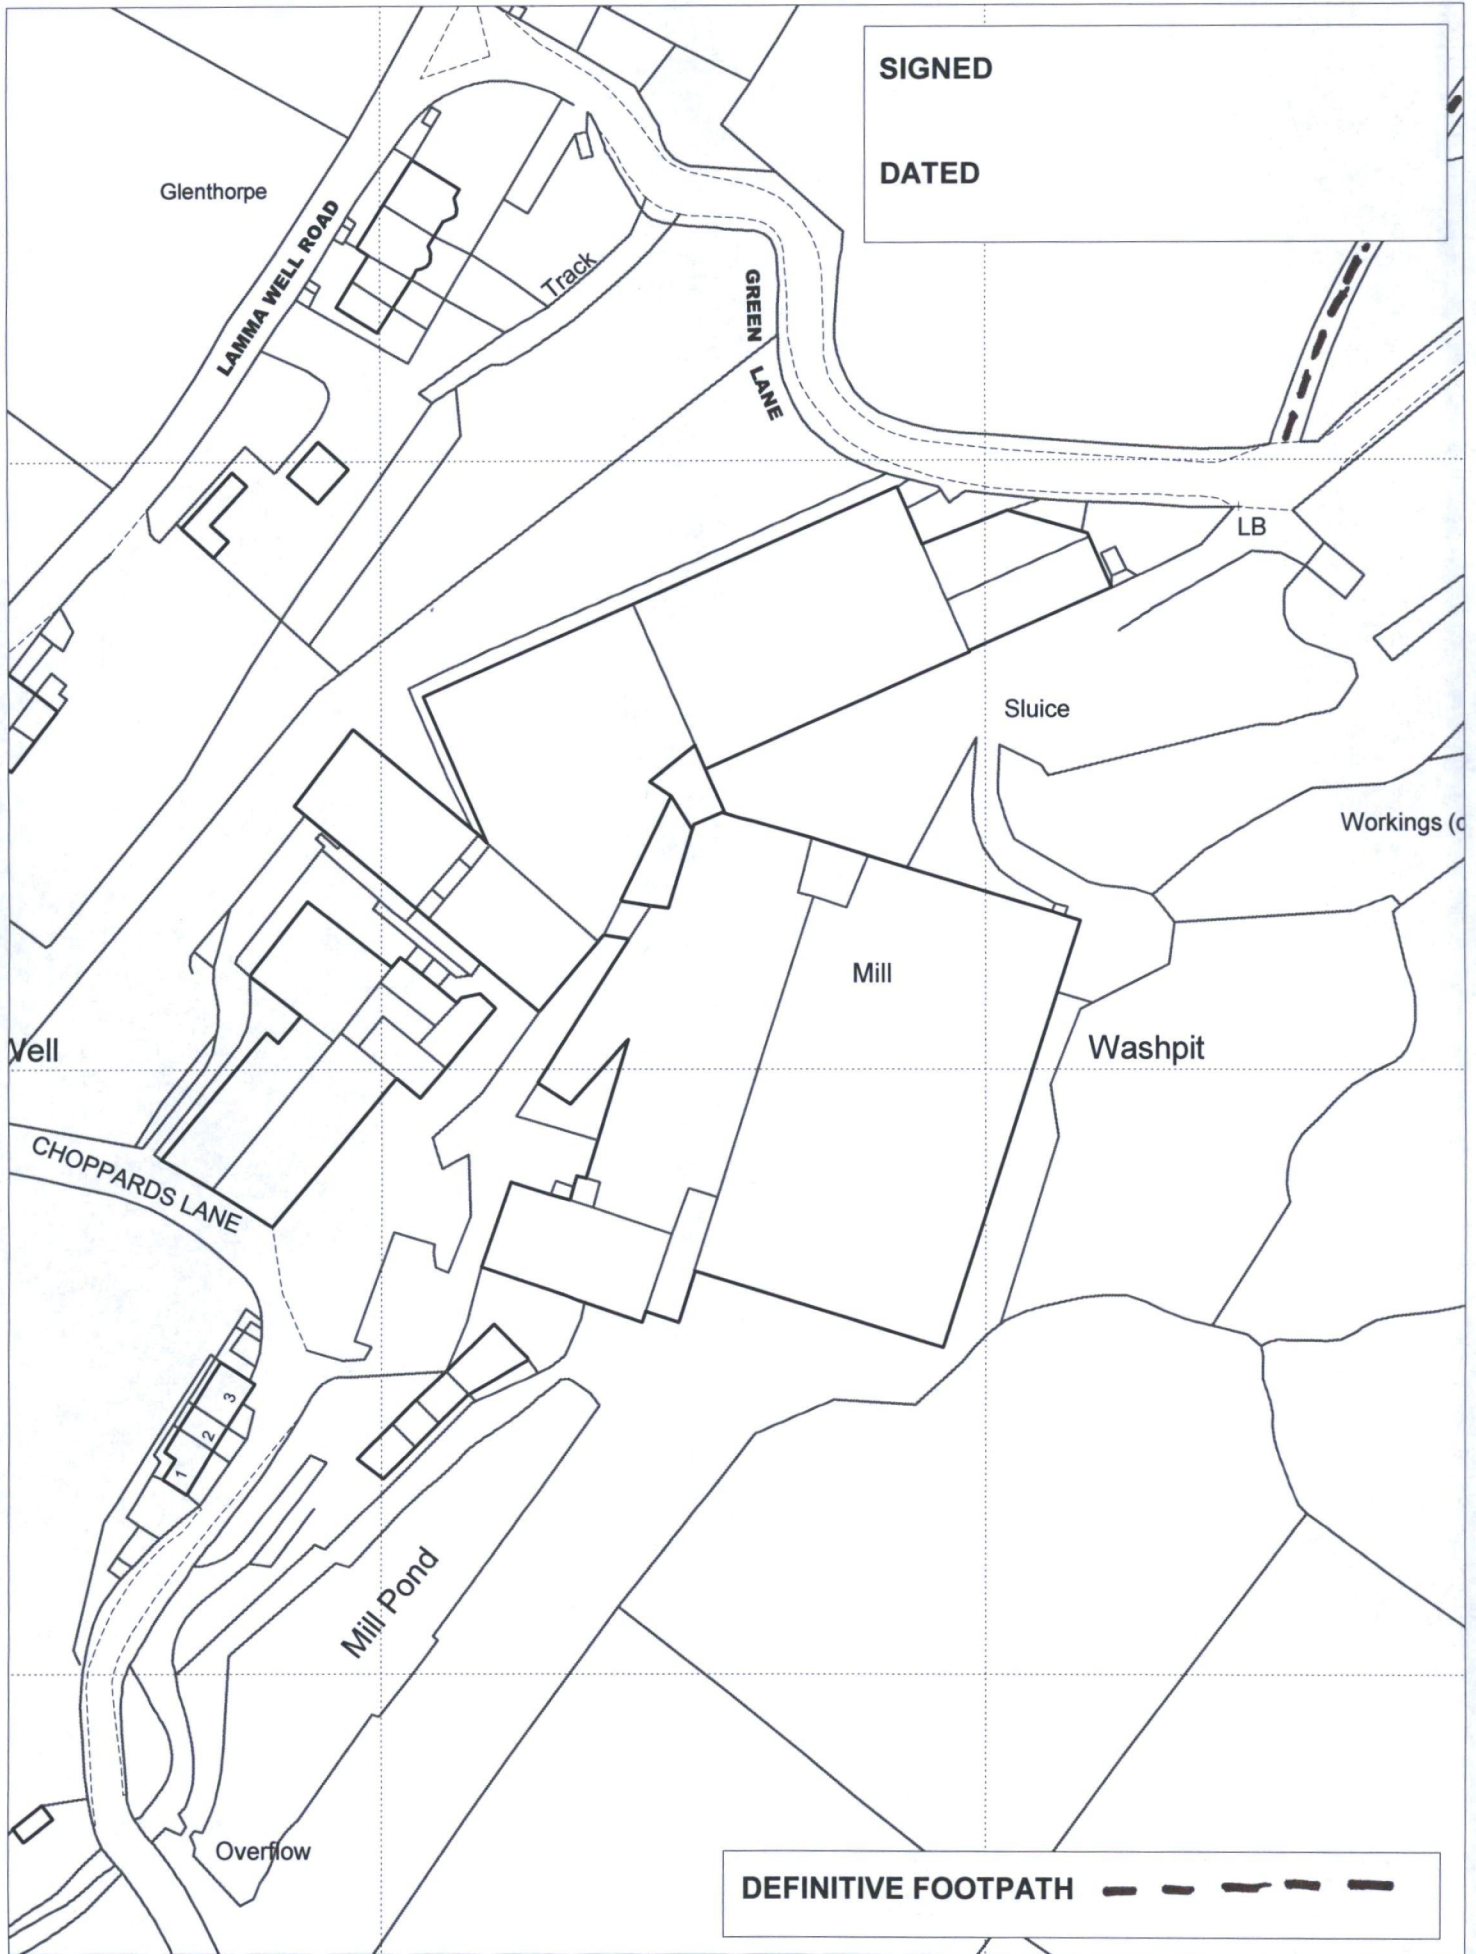 SIGNED
DATED
Glenthorpe
LAMMA WELL ROAD
Track
GREEN LANE
LB
Sluice
Workings (
Mill
Washpit
CHOPPARDS LANE
3
2
1
Mill Pond
Overflow
DEFINITIVE FOOTPATH